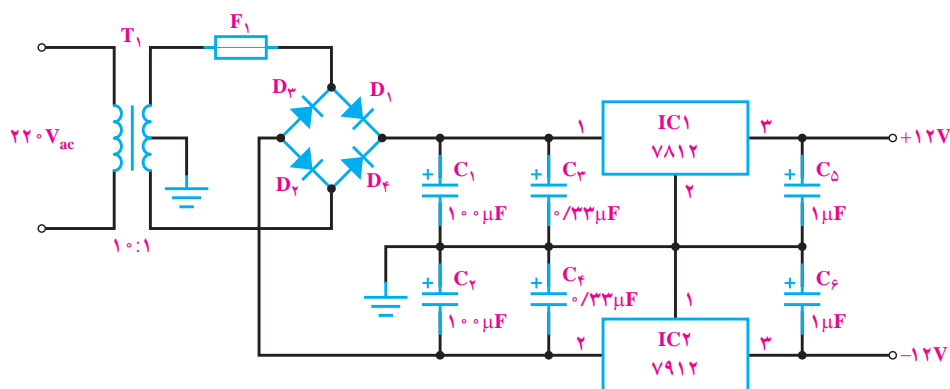 T۱
F۱
۲۲۰Vac
۱۰:۱
D۳
D۱
D۲
D۴
۱
IC۱
۷۸۱۲
۳
۲
+۱۲V
+ C۱
۱۰۰μF
+ C۳
۰/۳۳μF
+ C۵
۱μF
+ C۲
۱۰۰μF
+ C۴
۰/۳۳μF
+ C۶
۱μF
۱
۲
IC۲
۷۹۱۲
۳
–۱۲V